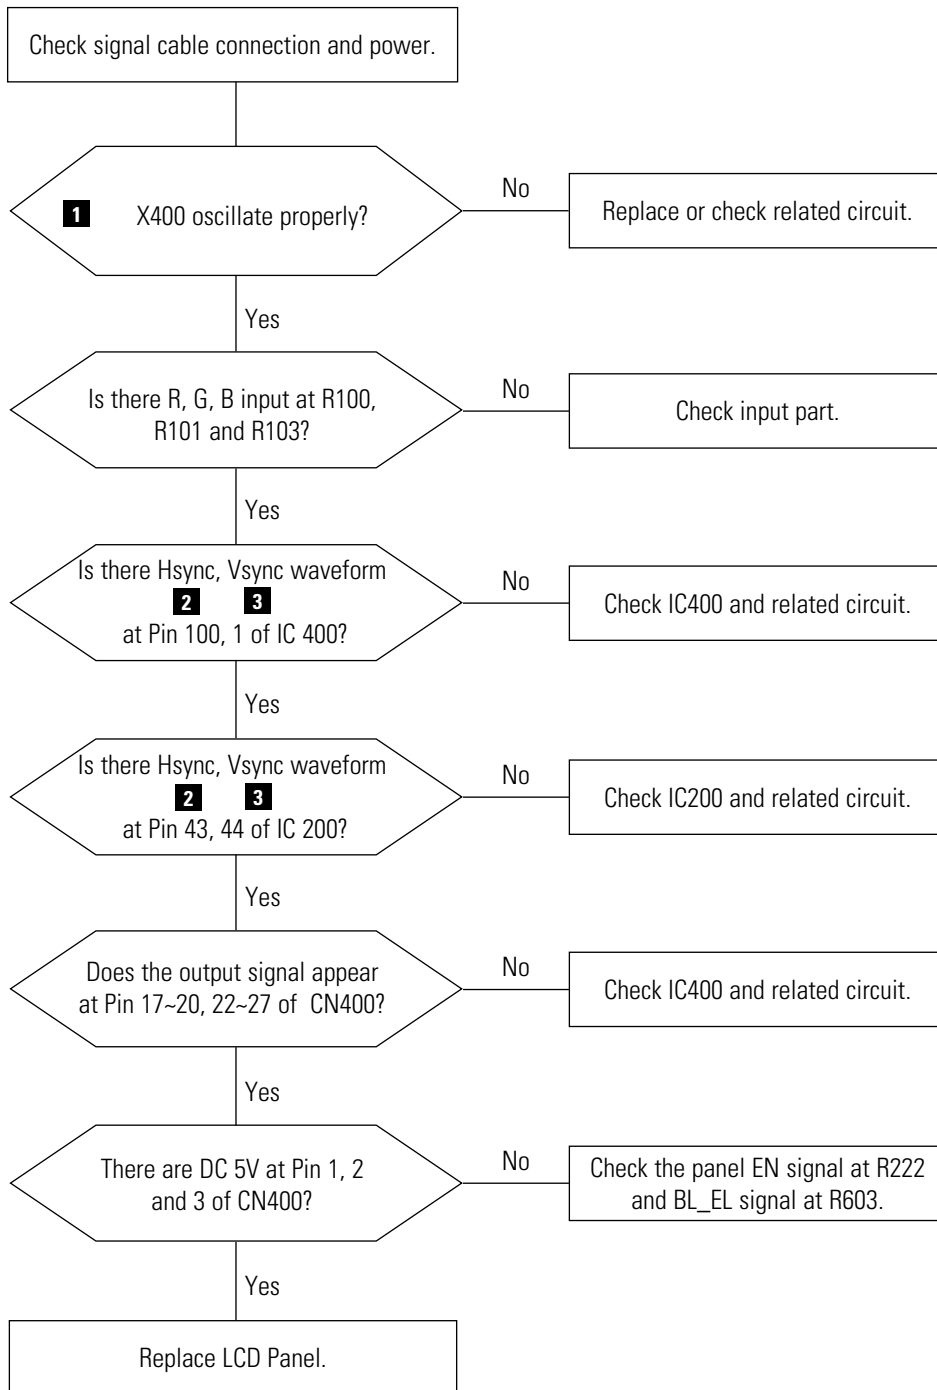 Check signal cable connection and power.
1 X400 oscillate properly?
No
Replace or check related circuit.
Yes
Is there R, G, B input at R100,
R101 and R103?
No
Check input part.
Yes
Is there Hsync, Vsync waveform
2 3
at Pin 100, 1 of IC 400?
No
Check IC400 and related circuit.
Yes
Is there Hsync, Vsync waveform
2 3
at Pin 43, 44 of IC 200?
No
Check IC200 and related circuit.
Yes
Does the output signal appear
at Pin 17~20, 22~27 of CN400?
No
Check IC400 and related circuit.
Yes
There are DC 5V at Pin 1, 2
and 3 of CN400?
No
Check the panel EN signal at R222
and BL_EL signal at R603.
Yes
Replace LCD Panel.